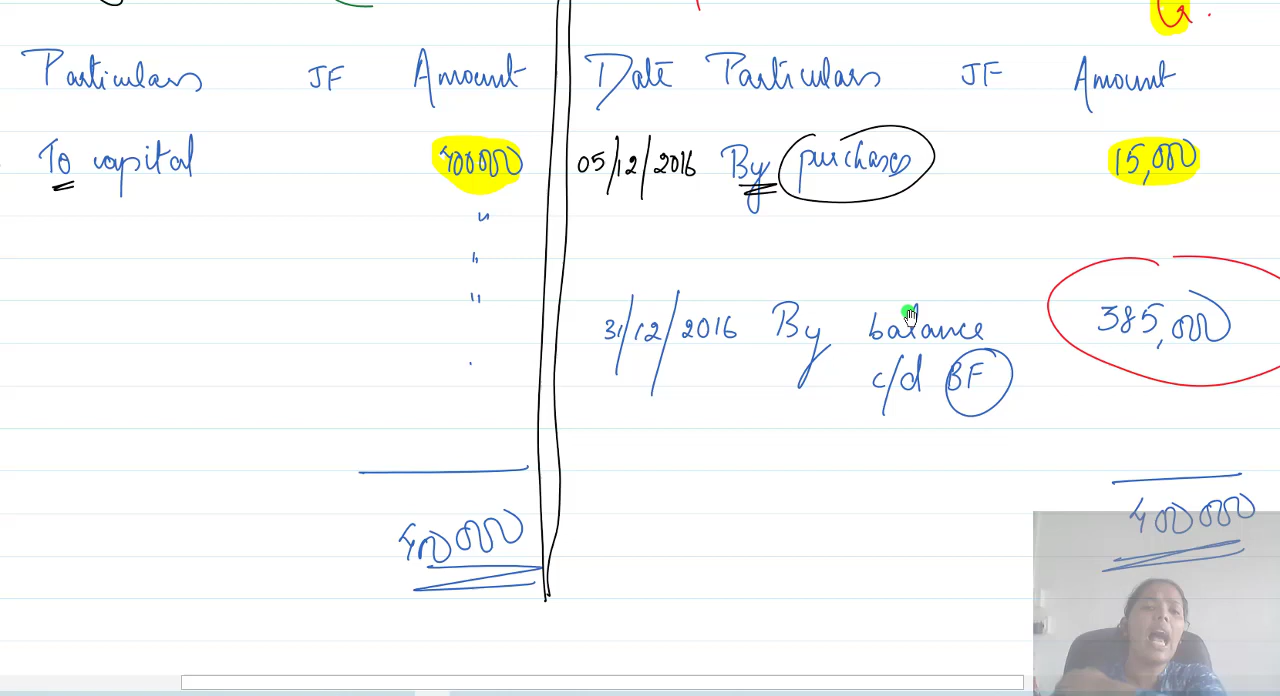 Particulars JF Amount Date Particulars JF Amount
To capital 400000 05/12/2016 By purchases 15,000
31/12/2016 By balance 385,000
c/d BF
400000 400000